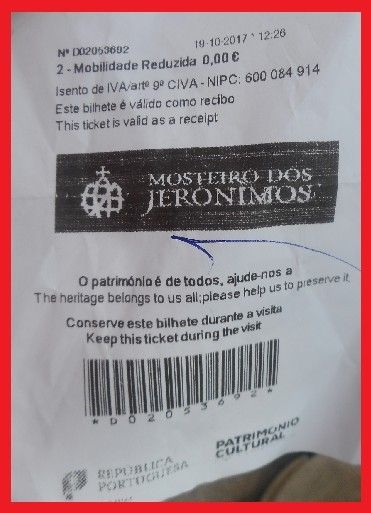 Nº D02053692
19-10-2017 * 12:26
2 - Mobilidade Reduzida 0,00 €
Isento de IVA/artº 9º CIVA - NIPC: 600 084 914
Este bilhete é válido como recibo
This ticket is valid as a receipt
MOSTEIRO DOS
JERÓNIMOS
O património é de todos, ajude-nos a
The heritage belongs to us all;please help us to preserve it
Conserve este bilhete durante a visita
Keep this ticket during the visit
*D02053692*
REPÚBLICA
PORTUGUESA
PATRIMÓNIO
CULTURAL